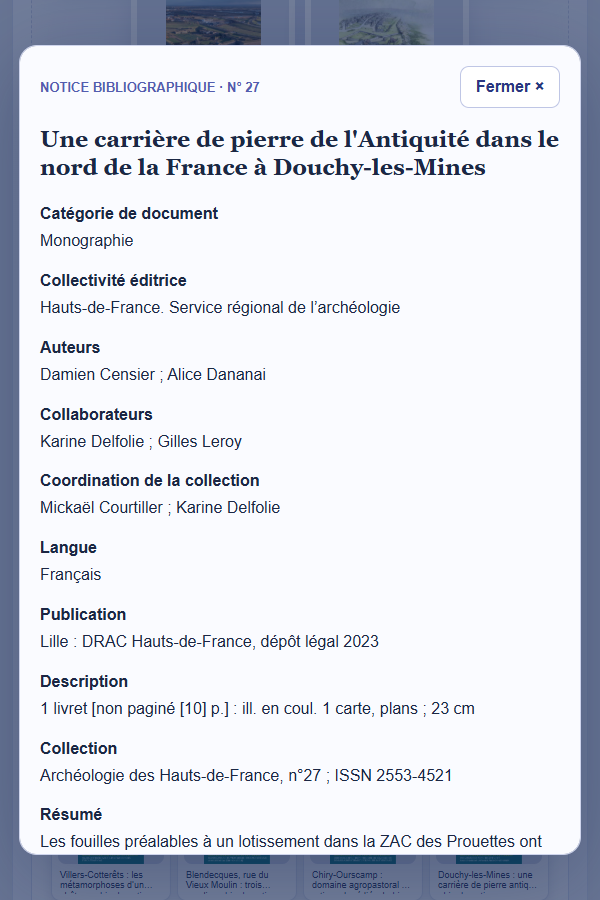 NOTICE BIBLIOGRAPHIQUE · N° 27
Fermer ×
Une carrière de pierre de l'Antiquité dans le
nord de la France à Douchy-les-Mines
Catégorie de document
Monographie
Collectivité éditrice
Hauts-de-France. Service régional de l’archéologie
Auteurs
Damien Censier ; Alice Dananai
Collaborateurs
Karine Delfolie ; Gilles Leroy
Coordination de la collection
Mickaël Courtiller ; Karine Delfolie
Langue
Français
Publication
Lille : DRAC Hauts-de-France, dépôt légal 2023
Description
1 livret [non paginé [10] p.] : ill. en coul. 1 carte, plans ; 23 cm
Collection
Archéologie des Hauts-de-France, n°27 ; ISSN 2553-4521
Résumé
Les fouilles préalables à un lotissement dans la ZAC des Prouettes ont
Villers-Cotterêts : les
métamorphoses d’un…
Blendecques, rue du
Vieux Moulin : trois…
Chiry-Ourscamp :
domaine agropastoral …
Douchy-les-Mines : une
carrière de pierre antiq…